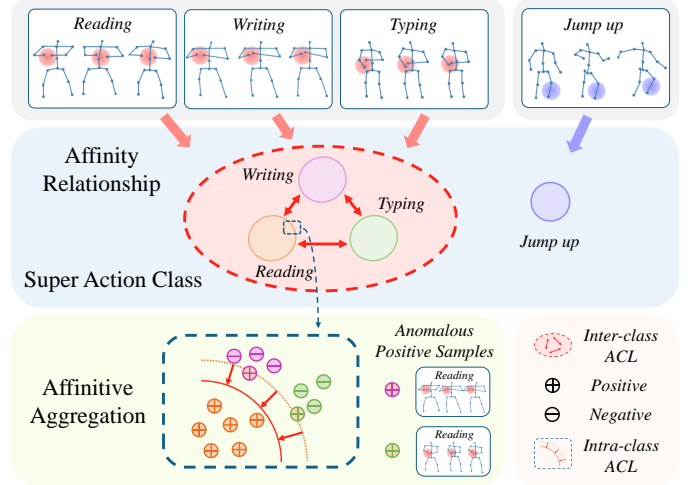 Reading
Writing
Typing
Jump up
Affinity
Relationship
Writing
Typing
Reading
Jump up
Super Action Class
Affinitive
Aggregation
Anomalous
Positive Samples
Reading
Reading
Inter-class
ACL
Positive
Negative
Intra-class
ACL